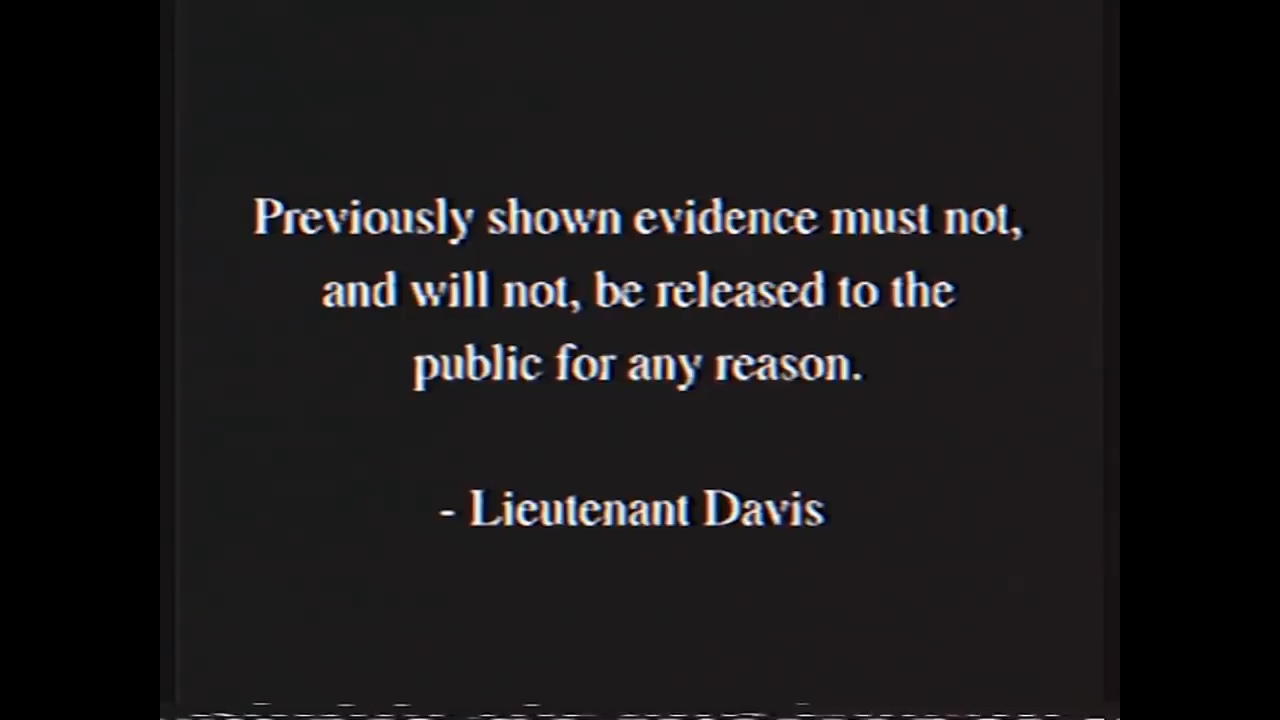 Previously shown evidence must not,
and will not, be released to the
public for any reason.
- Lieutenant Davis